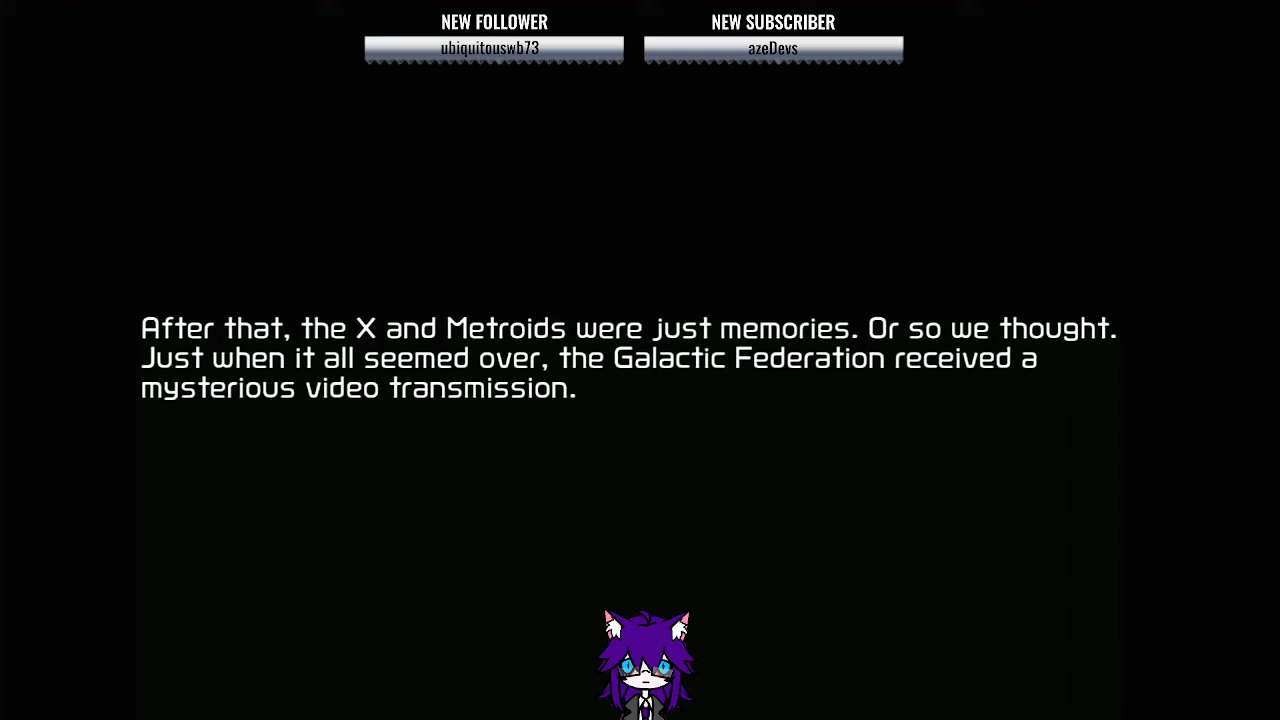 NEW FOLLOWER
ubiquitouswb73
NEW SUBSCRIBER
azeDevs
After that, the X and Metroids were just memories. Or so we thought.
Just when it all seemed over, the Galactic Federation received a
mysterious video transmission.